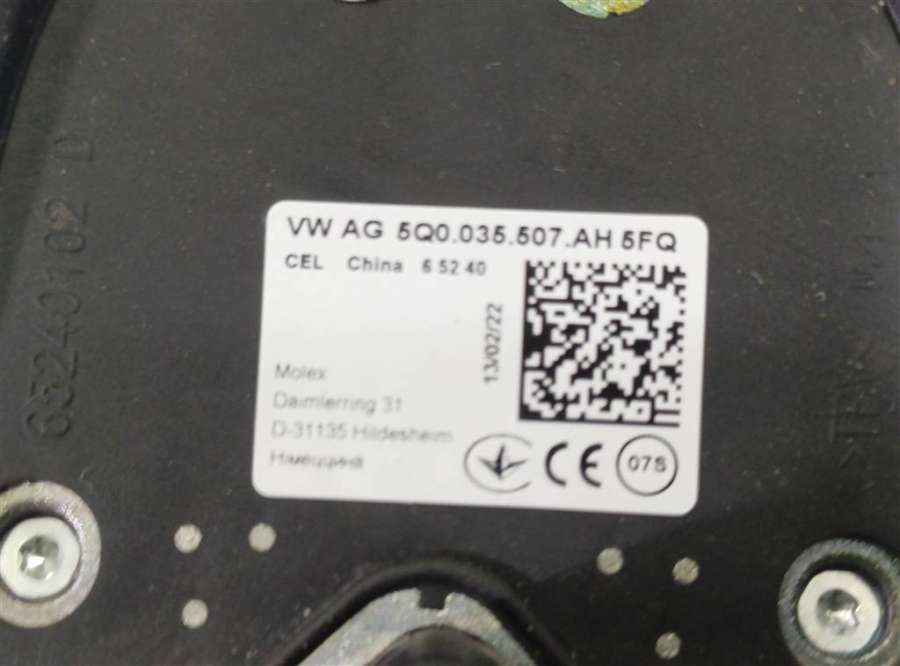 VW AG 5Q0.035.507.AH 5FQ
CEL China 6 52 40
13/02/22
Molex
Daimlerring 31
D-31135 Hildesheim
Німеччина
CE
07S
65240102 D